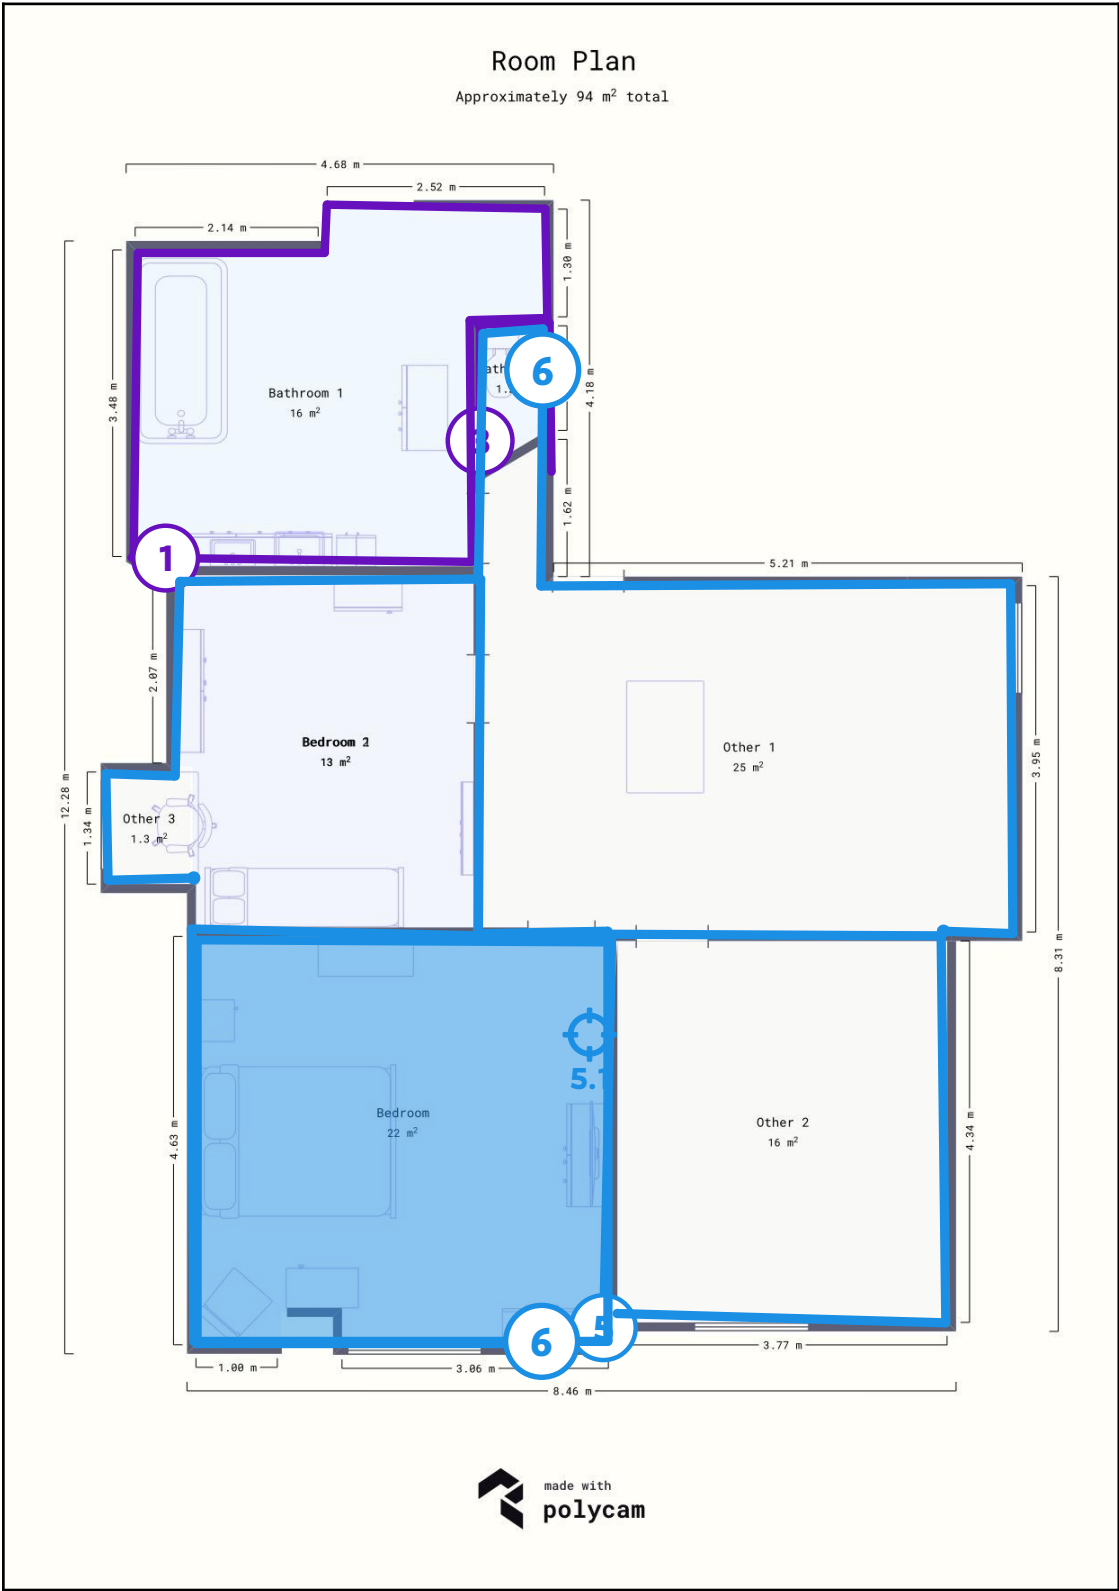 Room Plan
Approximately 94 m² total
4.68 m
2.52 m
2.14 m
1.30 m
3.48 m
4.18 m
6
Bathroom 1
16 m²
1.62 m
1
5.21 m
2.07 m
Bedroom 2
13 m²
Other 1
25 m²
3.95 m
12.28 m
1.34 m
Other 3
1.3 m²
8.31 m
5.1
Bedroom
22 m²
Other 2
16 m²
4.63 m
4.34 m
5
6
1.00 m
3.06 m
3.77 m
8.46 m
made with
polycam